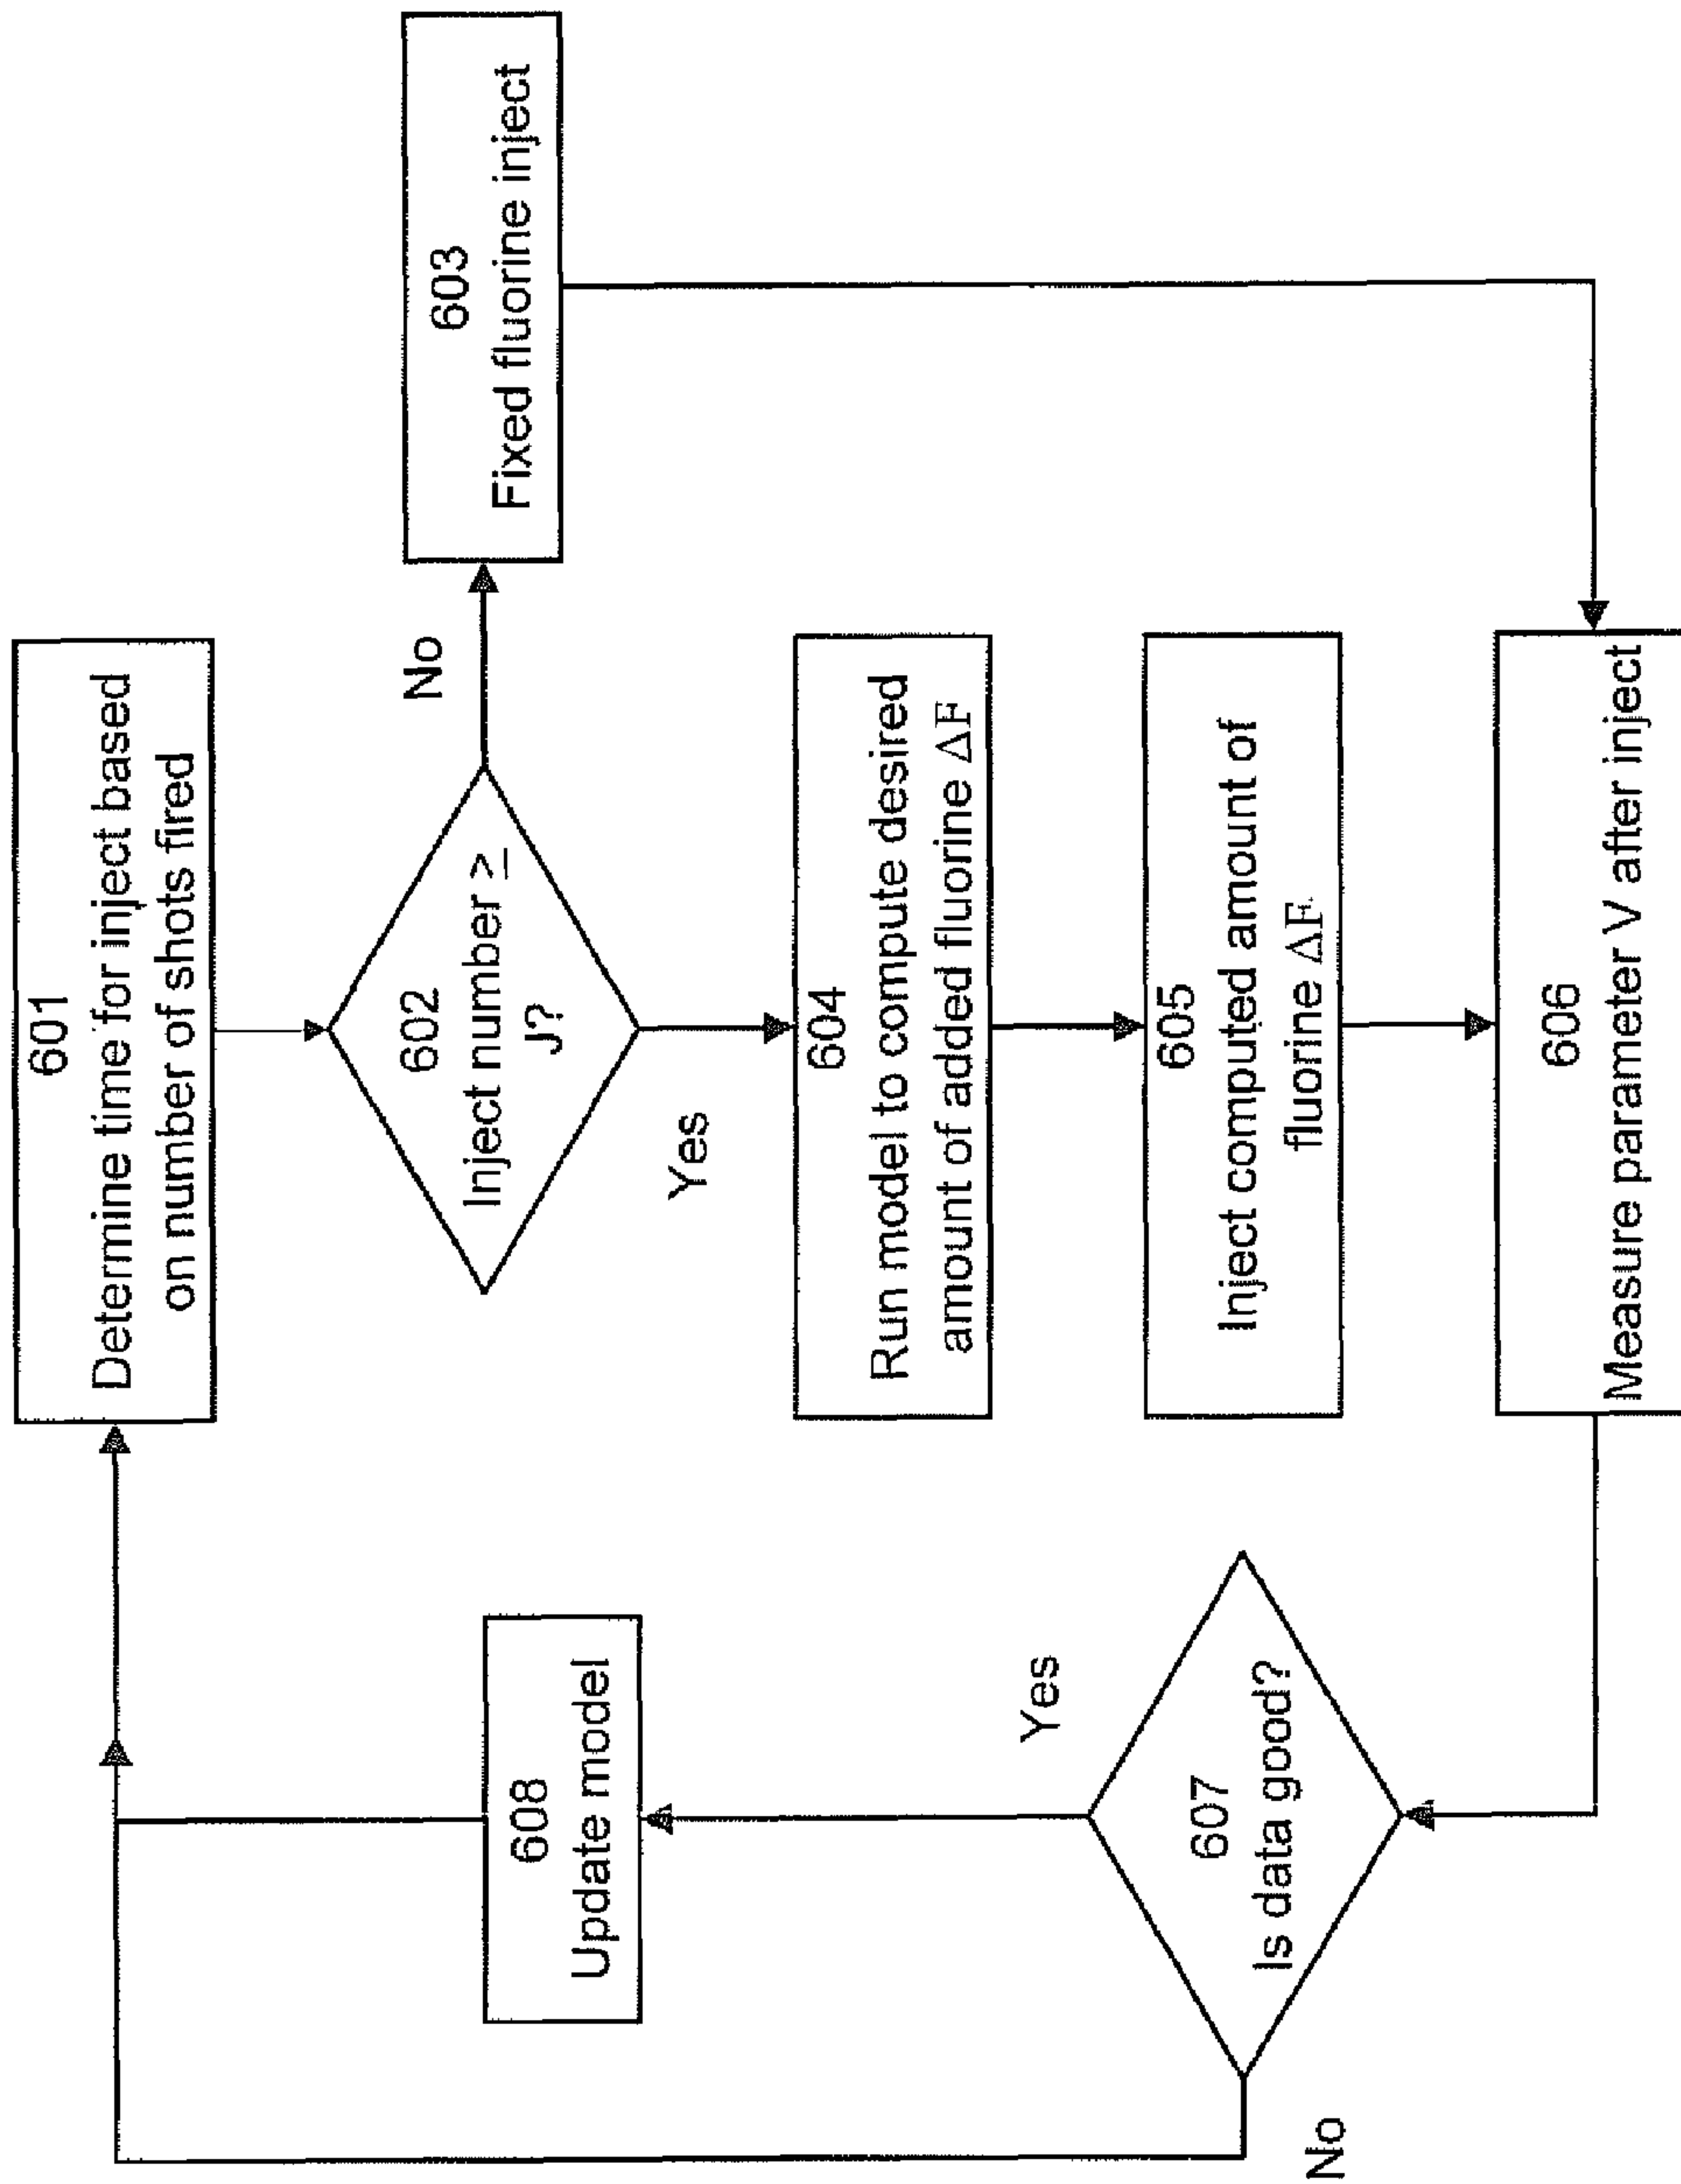 601
Determine time for inject based
on number of shots fired
602
Inject number ≥
J?
No
603
Fixed fluorine inject
Yes
604
Run model to compute desired
amount of added fluorine ΔF
605
Inject computed amount of
fluorine ΔF
606
Measure parameter V after inject
607
Is data good?
Yes
608
Update model
No